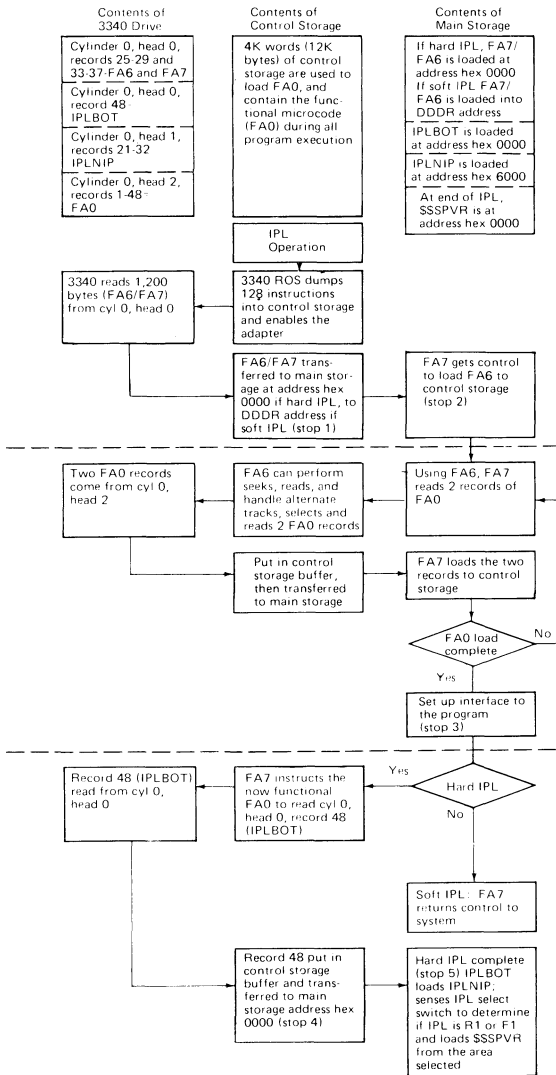 Contents of
3340 Drive
Contents of
Control Storage
Contents of
Main Storage
Cylinder 0, head 0,
records 25-29 and
33-37-FA6 and FA7
Cylinder 0, head 0,
record 48-
IPLBOT
Cylinder 0, head 1,
records 21-32
IPLNIP
Cylinder 0, head 2,
records 1-48-
FA0
4K words (12K
bytes) of control
storage are used to
load FA0, and
contain the func-
tional microcode
(FA0) during all
program execution
If hard IPL, FA7/
FA6 is loaded at
address hex 0000
If soft IPL FA7/
FA6 is loaded into
DDDR address
IPLBOT is loaded
at address hex 0000
IPLNIP is loaded
at address hex 6000
At end of IPL,
$SSPVR is at
address hex 0000
IPL
Operation
3340 reads 1,200
bytes (FA6/FA7)
from cyl 0, head 0
3340 ROS dumps
128 instructions
into control storage
and enables the
adapter
FA6/FA7 trans-
ferred to main stor-
age at address hex
0000 if hard IPL, to
DDDR address if
soft IPL (stop 1)
FA7 gets control
to load FA6 to
control storage
(stop 2)
Two FA0 records
come from cyl 0,
head 2
FA6 can perform
seeks, reads, and
handle alternate
tracks, selects and
reads 2 FA0 records
Using FA6, FA7
reads 2 records of
FA0
Put in control
storage buffer,
then transferred
to main storage
FA7 loads the two
records to control
storage
FA0 load
complete
No
Yes
Set up interface to
the program
(stop 3)
Record 48 (IPLBOT)
read from cyl 0,
head 0
FA7 instructs the
now functional
FA0 to read cyl 0,
head 0, record 48
(IPLBOT)
Yes
Hard IPL
No
Soft IPL: FA7
returns control to
system
Record 48 put in
control storage
buffer and trans-
ferred to main
storage address hex
0000 (stop 4)
Hard IPL complete
(stop 5) IPLBOT
loads IPLNIP;
senses IPL select
switch to determine
if IPL is R1 or F1
and loads $SSPVR
from the area
selected